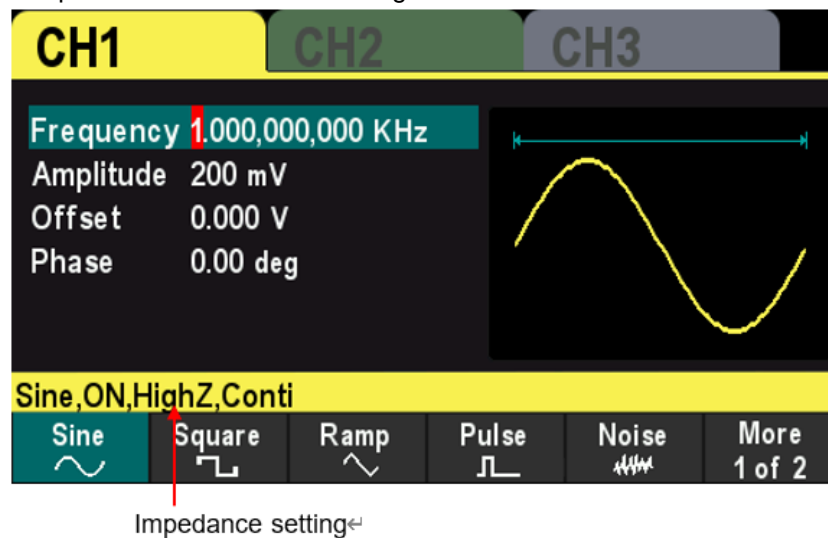 CH1 CH2 CH3
Frequency 1.000,000,000 KHz
Amplitude 200 mV
Offset 0.000 V
Phase 0.00 deg
Sine,ON,HighZ,Conti
Sine Square Ramp Pulse Noise More
1 of 2
Impedance setting↵